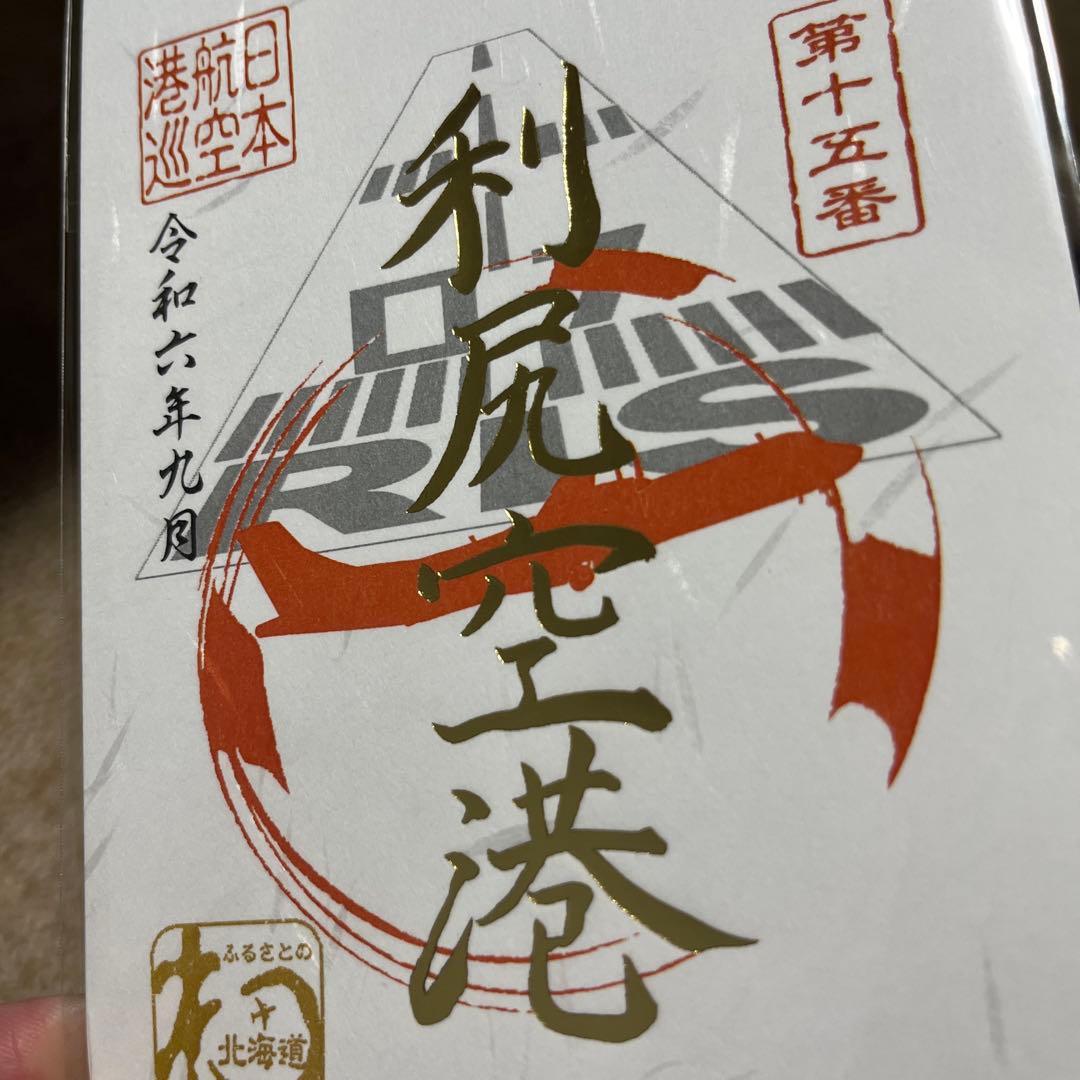 第十五番
利尻空港
日本
航空
港巡
令和六年九月
07
RIS
ふるさとの
北海道